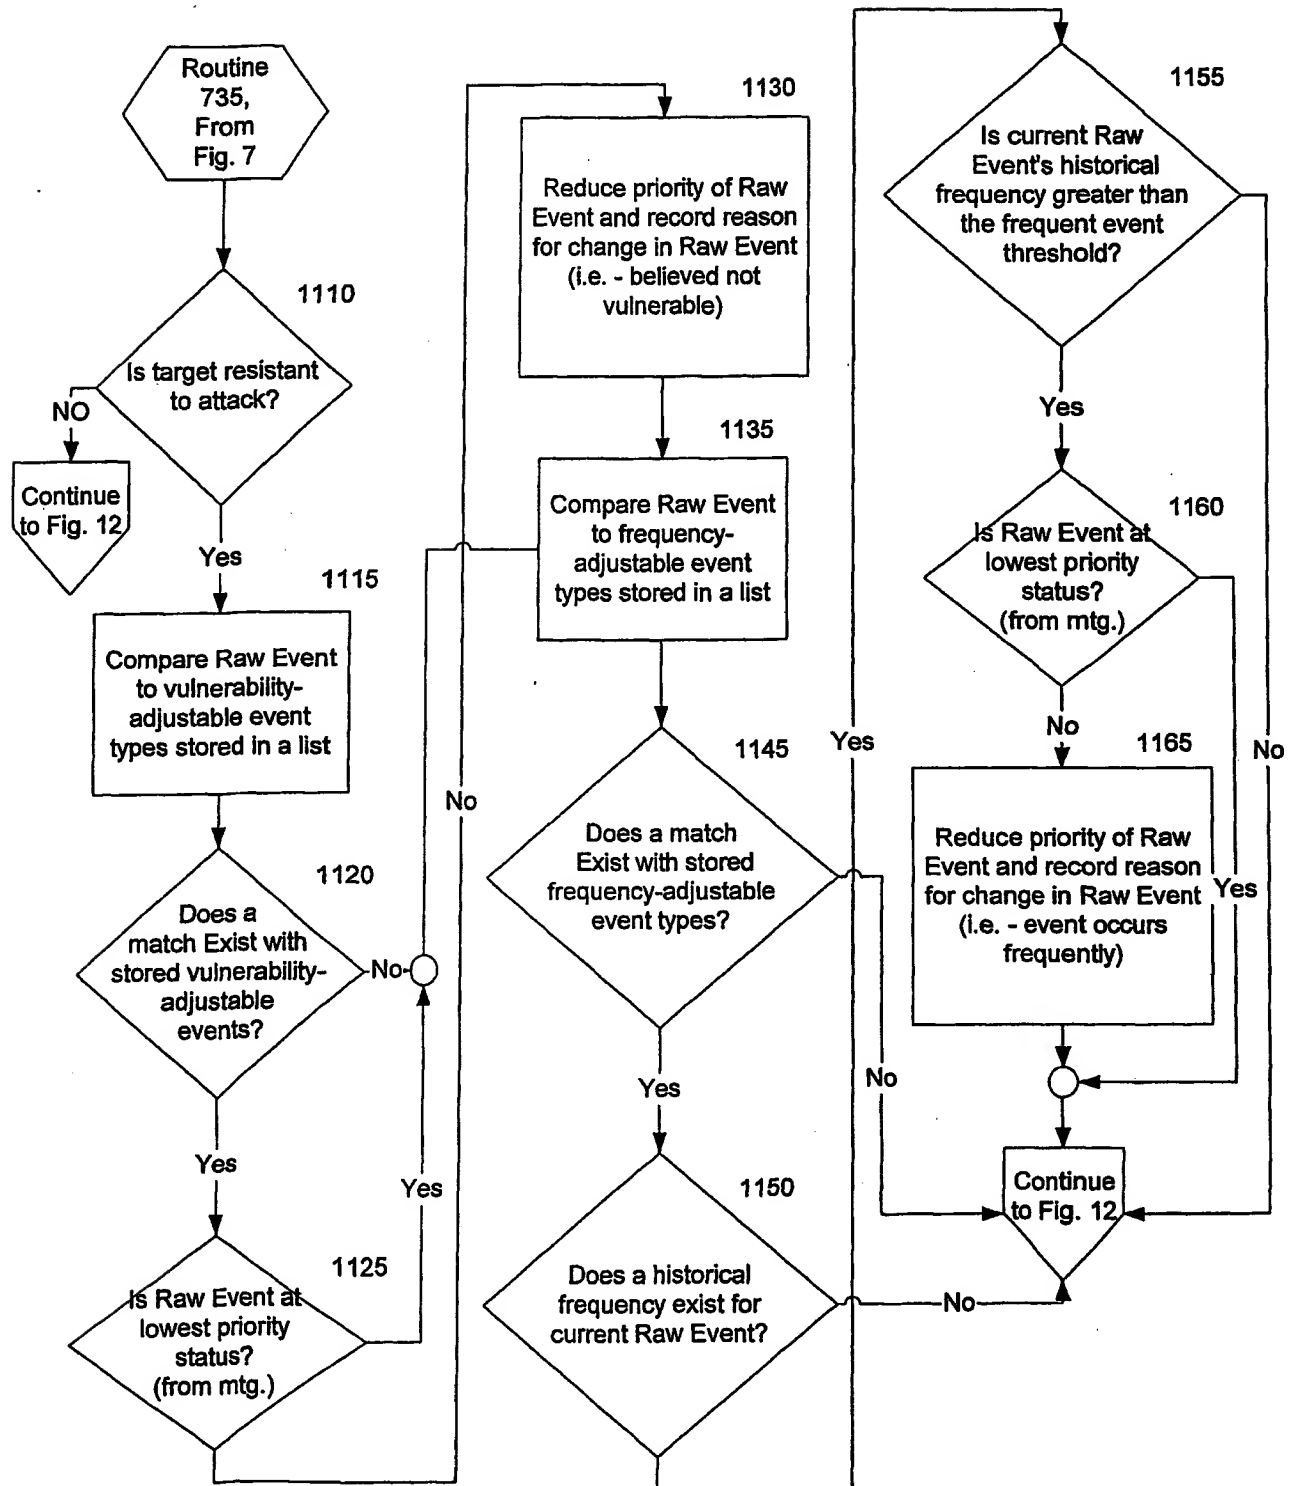 Routine
735,
From
Fig. 7
1110
Is target resistant
to attack?
NO
Continue
to Fig. 12
Yes
1115
Compare Raw Event
to vulnerability-
adjustable event
types stored in a list
1120
Does a
match Exist with
stored vulnerability-
adjustable
events?
No
Yes
1125
Is Raw Event at
lowest priority
status?
(from mtg.)
Yes
No
1130
Reduce priority of Raw
Event and record reason
for change in Raw Event
(i.e. - believed not
vulnerable)
1135
Compare Raw Event
to frequency-
adjustable event
types stored in a list
1145
Does a match
Exist with stored
frequency-adjustable
event types?
No
Yes
1150
Does a historical
frequency exist for
current Raw Event?
No
Yes
1155
Is current Raw
Event's historical
frequency greater than
the frequent event
threshold?
No
Yes
1160
Is Raw Event at
lowest priority
status?
(from mtg.)
Yes
No
1165
Reduce priority of Raw
Event and record reason
for change in Raw Event
(i.e. - event occurs
frequently)
Continue
to Fig. 12